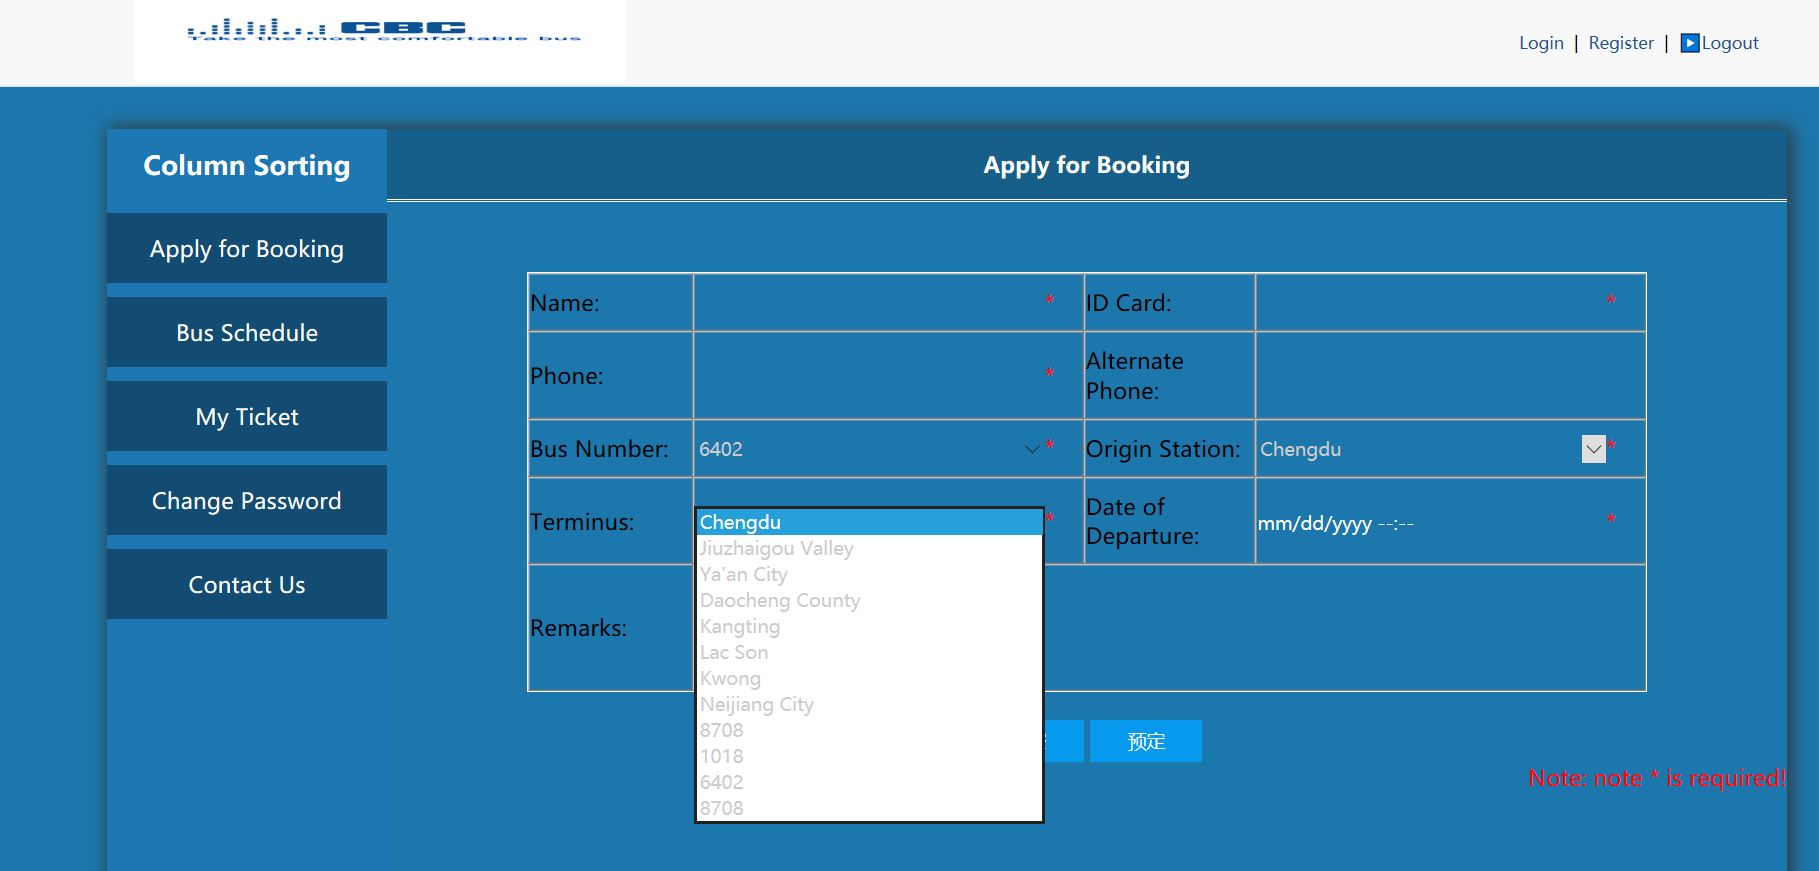 CBC
Take the most comfortable bus
Login | Register | Logout
Column Sorting
Apply for Booking
Bus Schedule
My Ticket
Change Password
Contact Us
Apply for Booking
Name: *
ID Card: *
Phone: *
Alternate
Phone:
Bus Number: 6402 *
Origin Station: Chengdu *
Terminus: *
Date of
Departure: mm/dd/yyyy --:-- *
Chengdu
Jiuzhaigou Valley
Ya'an City
Daocheng County
Kangting
Lac Son
Kwong
Neijiang City
8708
1018
6402
8708
Remarks:
预定
Note: note * is required!